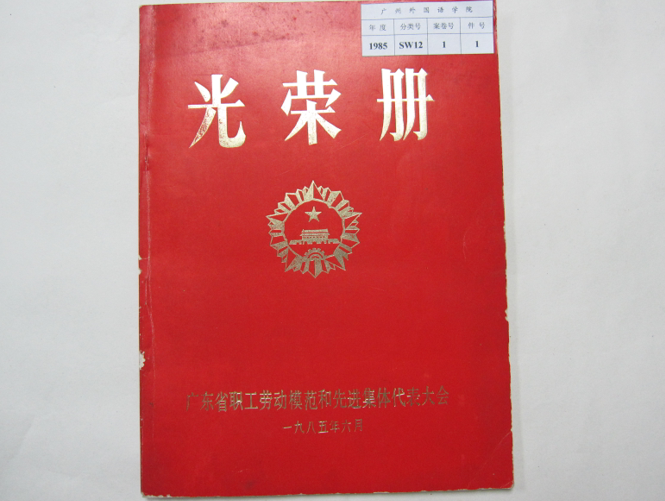 广州外国语学院
年度 分类号 案卷号 件号
1985 SW12 1 1
光荣册
广东省职工劳动模范和先进集体代表大会
一九八五年六月